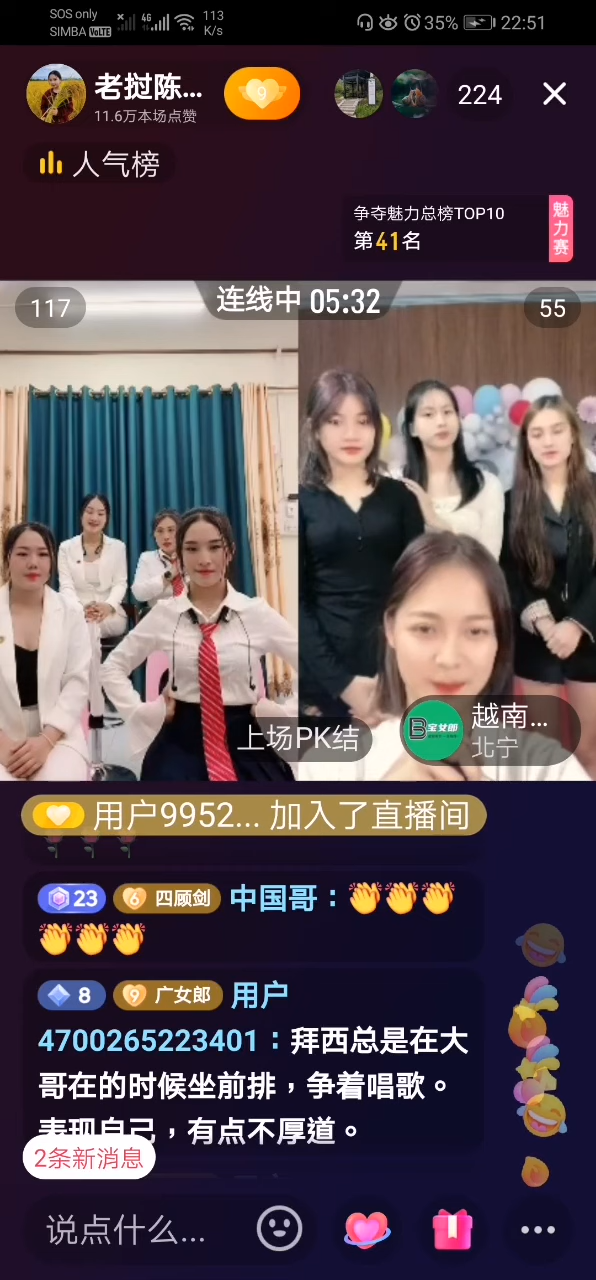 SOS only
SIMBA VoLTE
4G
113
K/s
35%
22:51
老挝陈...
11.6万本场点赞
9
224
人气榜
争夺魅力总榜TOP10
第41名
魅力赛
117
连线中 05:32
55
上场PK结
宝女郎
越南...
北宁
用户9952... 加入了直播间
23 6 四顾剑 中国哥：👏👏👏
👏👏👏
8 9 广女郎 用户
4700265223401：拜西总是在大
哥在的时候坐前排，争着唱歌。
表现自己，有点不厚道。
2条新消息
说点什么...